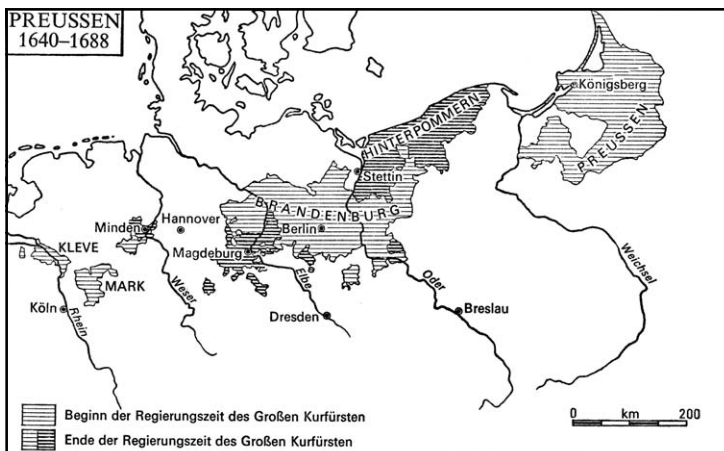 PREUSSEN
1640–1688
Königsberg
PREUSSEN
HINTERPOMMERN
Stettin
BRANDENBURG
Hannover
Minden
Berlin
KLEVE
Magdeburg
MARK
Weichsel
Oder
Elbe
Weser
Köln
Rhein
Breslau
Dresden
Beginn der Regierungszeit des Großen Kurfürsten
0 km 200
Ende der Regierungszeit des Großen Kurfürsten